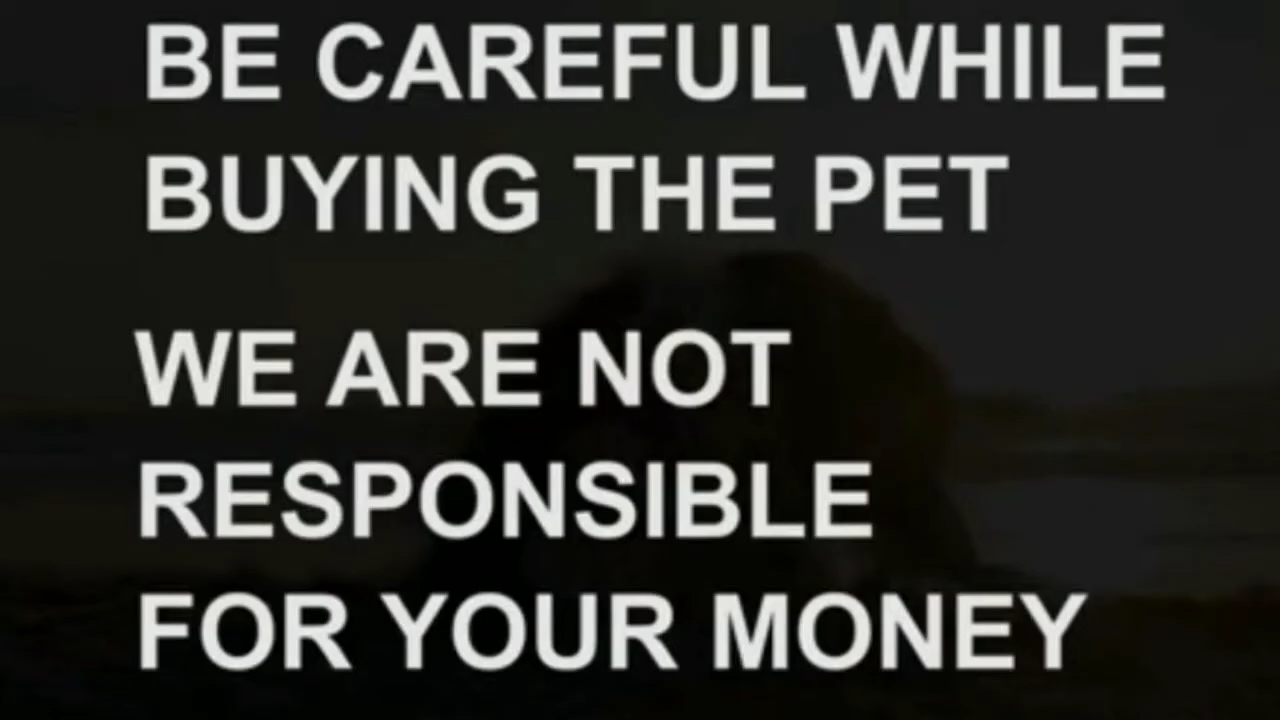 BE CAREFUL WHILE
BUYING THE PET
WE ARE NOT
RESPONSIBLE
FOR YOUR MONEY